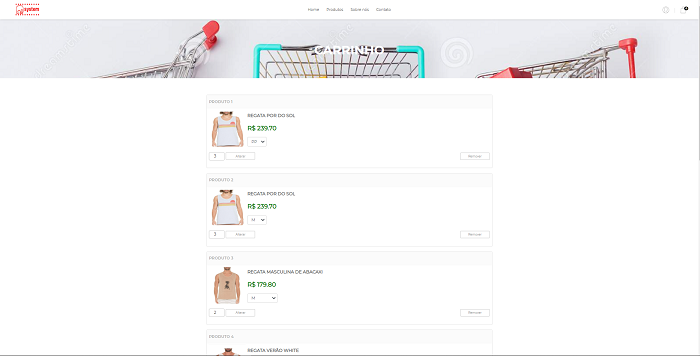 system
Home Produtos Sobre nós Contato
CARRINHO
PRODUTO 1
REGATA POR DO SOL
R$ 239.70
3 Alterar Remover
PRODUTO 2
REGATA POR DO SOL
R$ 239.70
M
3 Alterar Remover
PRODUTO 3
REGATA MASCULINA DE ABACAXI
R$ 179.80
M
2 Alterar Remover
PRODUTO 4
REGATA VERÃO WHITE